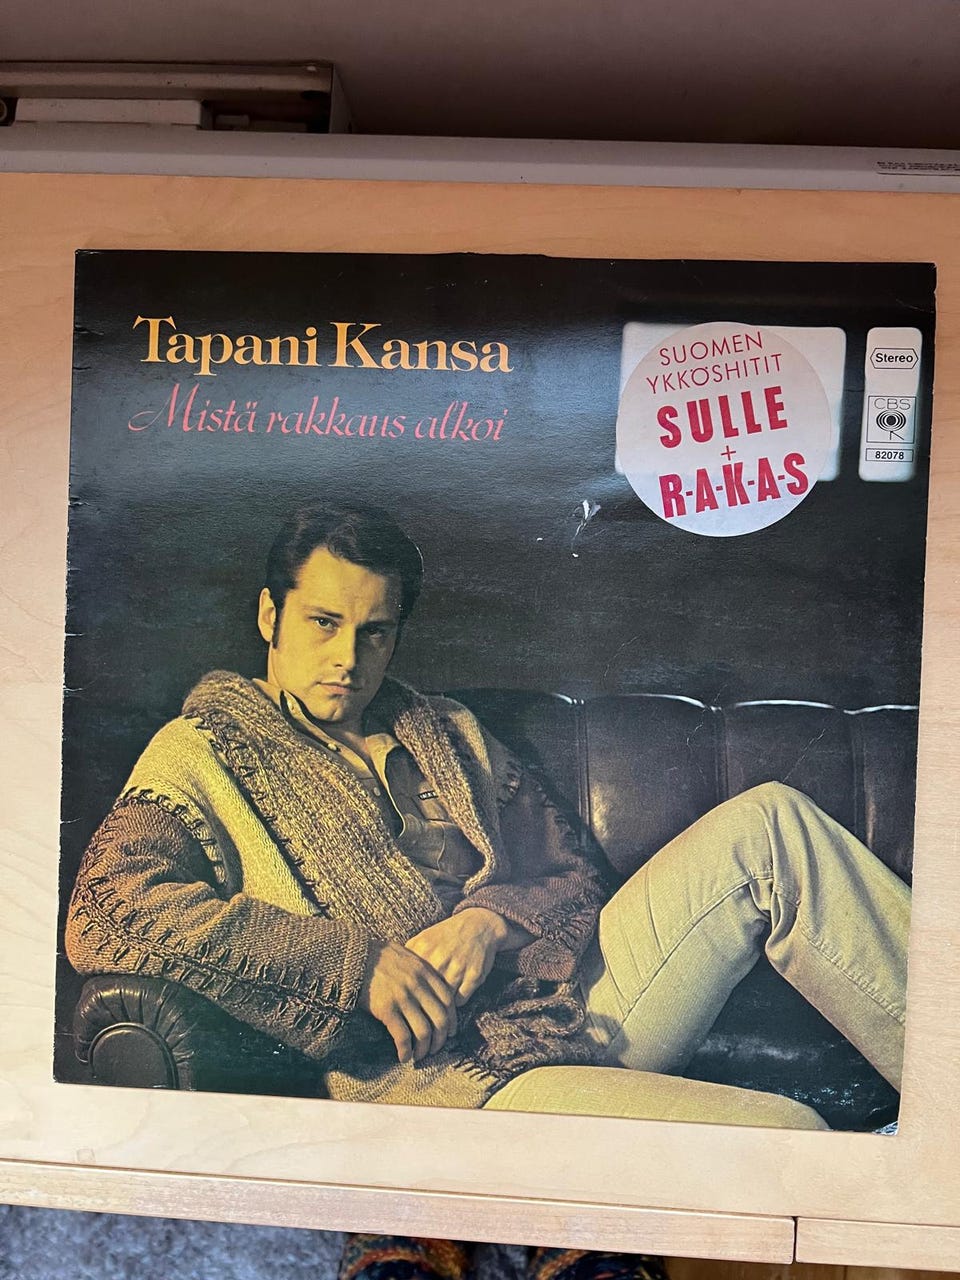 Tapani Kansa
Mistä rakkaus alkoi
SUOMEN
YKKÖSHITIT
SULLE
+
R-A-K-A-S
Stereo
CBS
82078